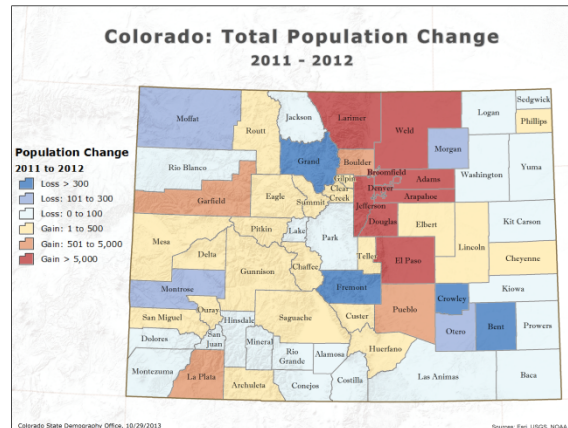 Colorado: Total Population Change
2011 - 2012
Population Change
2011 to 2012
Loss > 300
Loss: 101 to 300
Loss: 0 to 100
Gain: 1 to 500
Gain: 501 to 5,000
Gain > 5,000
Moffat
Routt
Jackson
Larimer
Weld
Logan
Sedgwick
Phillips
Morgan
Rio Blanco
Grand
Boulder
Gilpin
Broomfield
Washington
Yuma
Garfield
Eagle
Summit
Clear
Creek
Denver
Adams
Arapahoe
Jefferson
Douglas
Elbert
Kit Carson
Mesa
Pitkin
Lake
Park
Lincoln
Delta
Gunnison
Chaffee
Teller
El Paso
Cheyenne
Montrose
Fremont
Crowley
Kiowa
San Miguel
Ouray
Hinsdale
Saguache
Custer
Pueblo
Otero
Bent
Prowers
Dolores
San
Juan
Mineral
Rio
Grande
Alamosa
Huerfano
Montezuma
La Plata
Archuleta
Conejos
Costilla
Las Animas
Baca
Colorado State Demography Office, 10/29/2013
Sources: Esri, USGS, NOAA